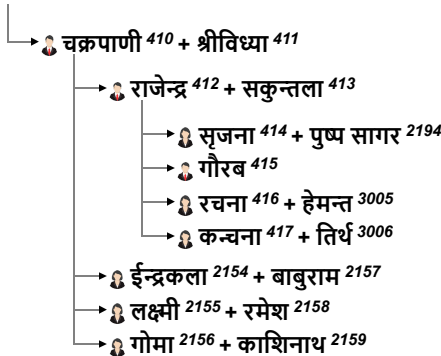 चक्रपाणी 410 + श्रीविध्या 411
राजेन्द्र 412 + सकुन्तला 413
सृजना 414 + पुष्प सागर 2194
गौरब 415
रचना 416 + हेमन्त 3005
कन्चना 417 + तिर्थ 3006
ईन्द्रकला 2154 + बाबुराम 2157
लक्ष्मी 2155 + रमेश 2158
गोमा 2156 + काशिनाथ 2159